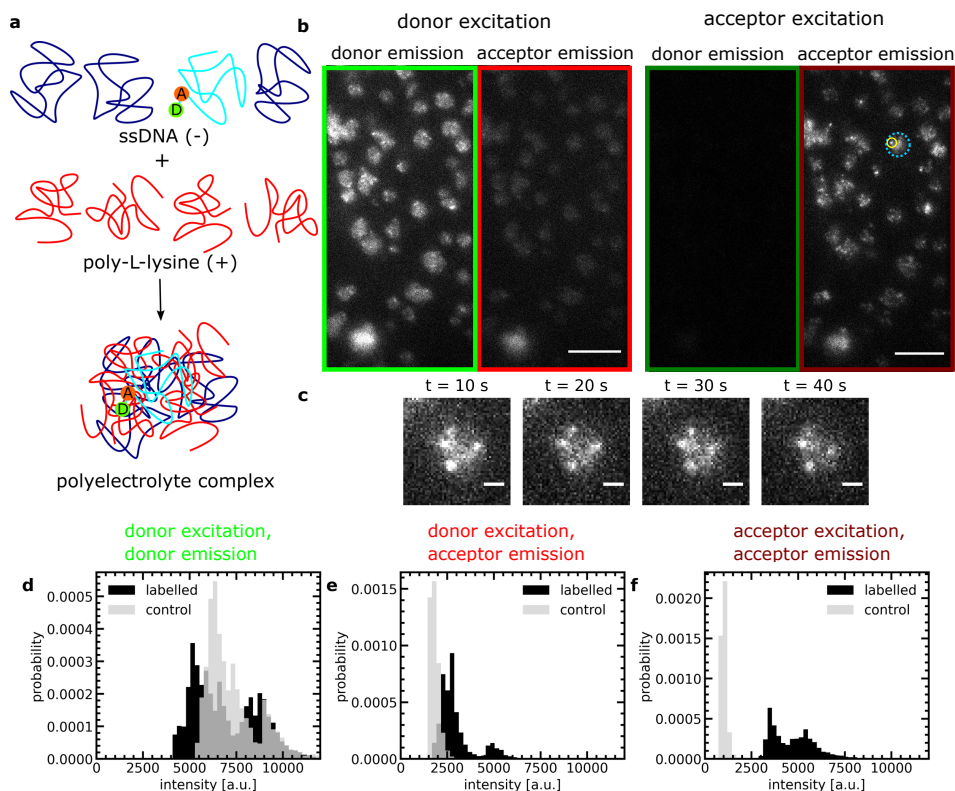 a
A
D
ssDNA (-)
+
poly-L-lysine (+)
A
D
polyelectrolyte complex
b
donor excitation
acceptor excitation
donor emission
acceptor emission
donor emission
acceptor emission
c
t = 10 s
t = 20 s
t = 30 s
t = 40 s
donor excitation,
donor emission
d
labelled
control
probability
0.0005
0.0004
0.0003
0.0002
0.0001
0.0000
0
2500
5000
7500
10000
intensity [a.u.]
donor excitation,
acceptor emission
e
labelled
control
probability
0.0015
0.0010
0.0005
0.0000
0
2500
5000
7500
10000
intensity [a.u.]
acceptor excitation,
acceptor emission
f
labelled
control
probability
0.0020
0.0015
0.0010
0.0005
0.0000
0
2500
5000
7500
10000
intensity [a.u.]